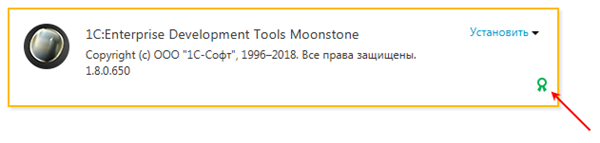 1C:Enterprise Development Tools Moonstone
Установить
Copyright (c) ООО "1С-Софт", 1996–2018. Все права защищены.
1.8.0.650